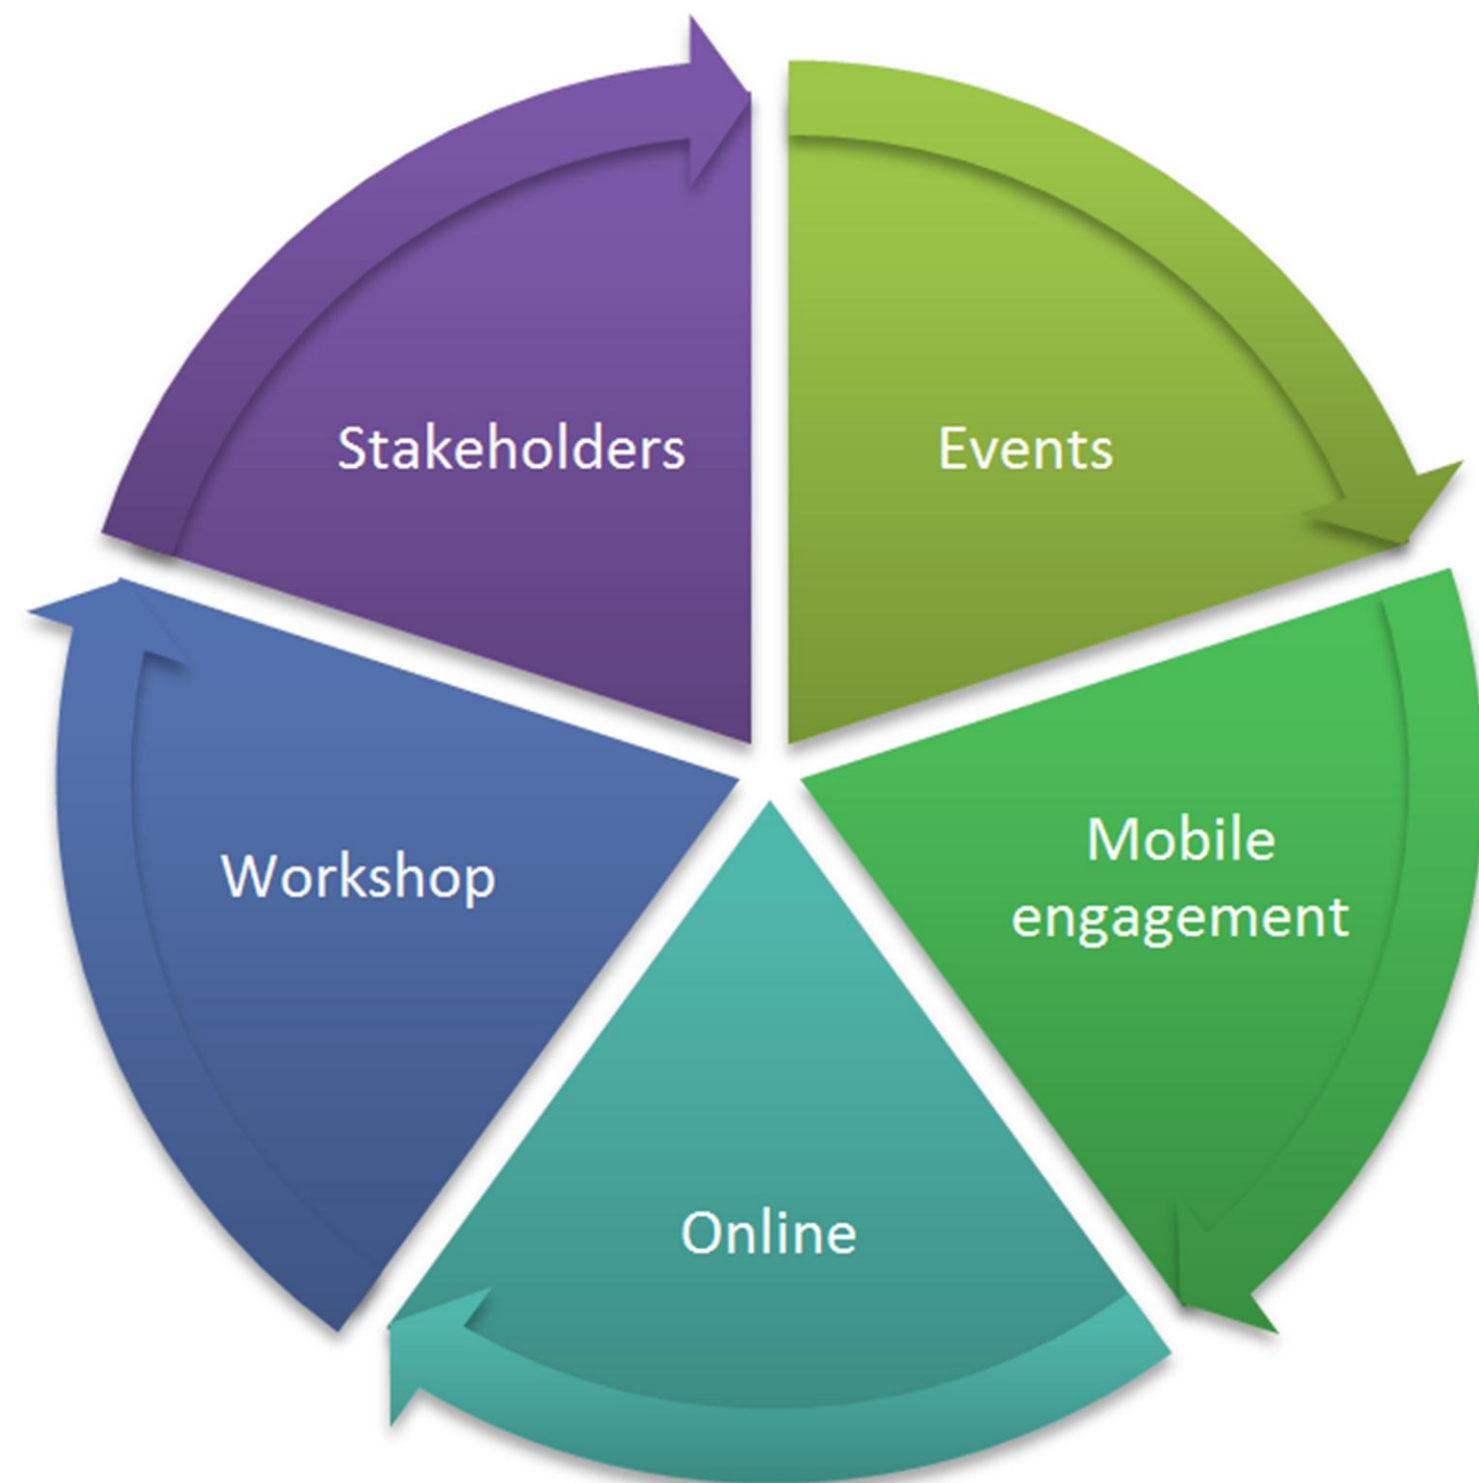 Stakeholders
Events
Workshop
Mobile
engagement
Online